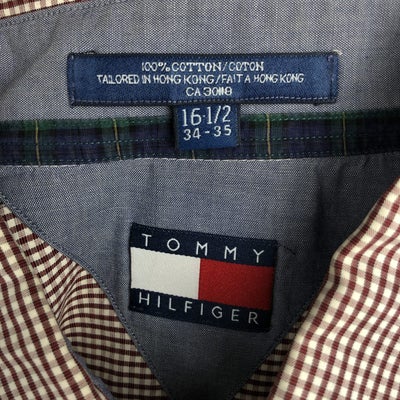 100% COTTON/COTON
TAILORED IN HONG KONG/FAIT A HONG KONG
CA 30118
16-1/2
34-35
TOMMY
HILFIGER